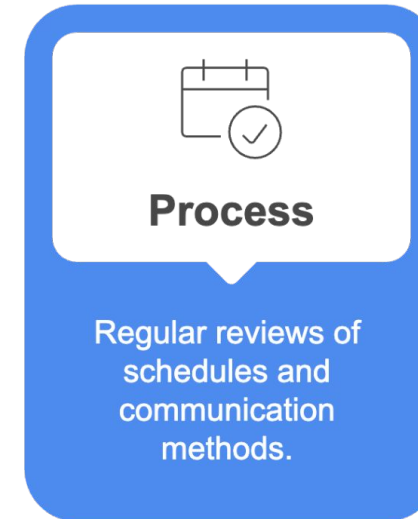 Process
Regular reviews of
schedules and
communication
methods.